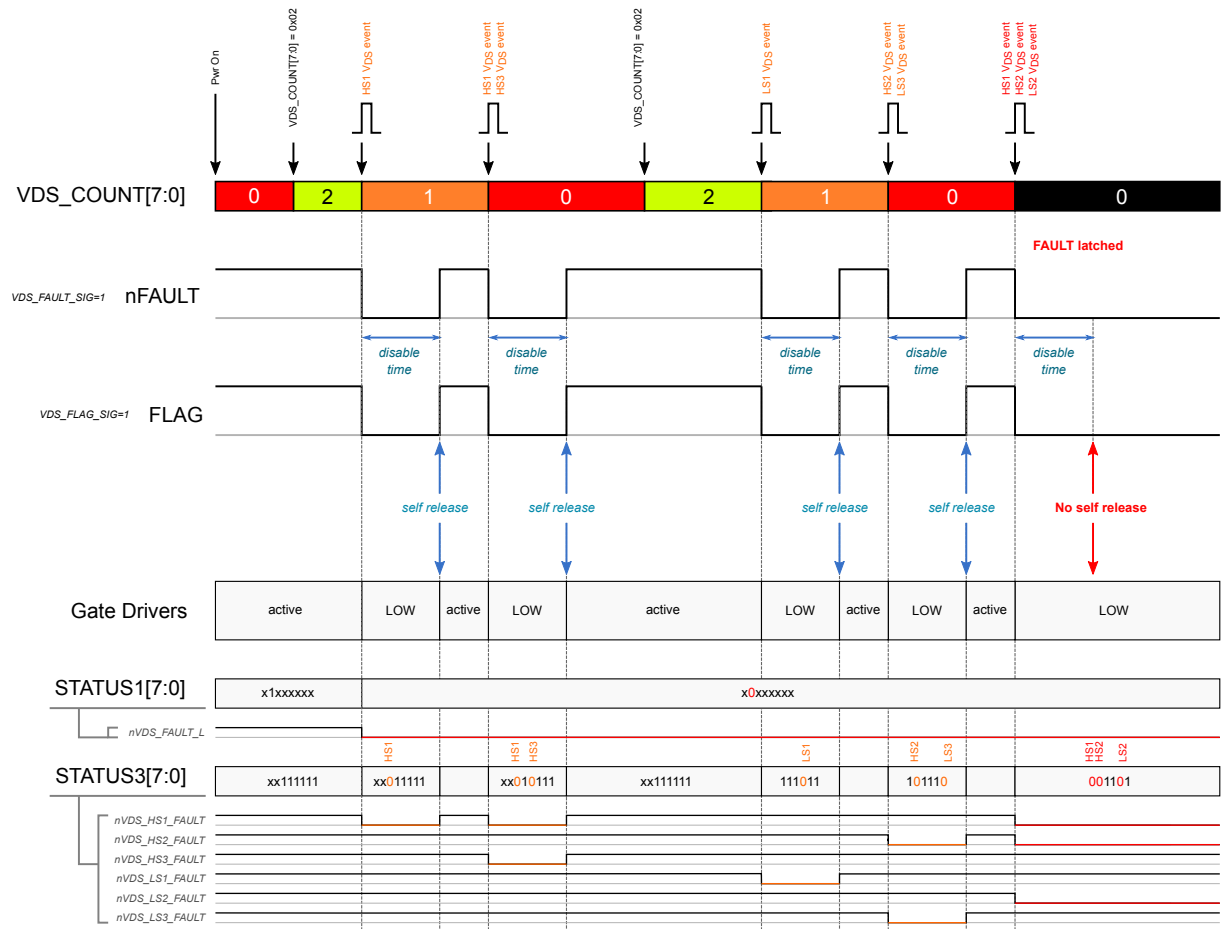 Pwr On
VDS_COUNT[7:0] = 0x02
HS1 VDS event
HS1 VDS event
HS3 VDS event
VDS_COUNT[7:0] = 0x02
LS1 VDS event
HS2 VDS event
LS3 VDS event
HS1 VDS event
HS2 VDS event
LS2 VDS event
VDS_COUNT[7:0] 0 2 1 0 2 1 0 0
FAULT latched
VDS_FAULT_SIG=1 nFAULT
disable time
disable time
disable time
disable time
disable time
VDS_FLAG_SIG=1 FLAG
self release self release self release self release No self release
Gate Drivers active LOW active LOW active LOW active LOW active LOW
STATUS1[7:0] x1xxxxxx x0xxxxxx
nVDS_FAULT_L
HS1 HS1 HS3 LS1 HS2 LS3 HS1 HS2 LS2
STATUS3[7:0] xx111111 xx011111 xx010111 xx111111 111011 101110 001101
nVDS_HS1_FAULT
nVDS_HS2_FAULT
nVDS_HS3_FAULT
nVDS_LS1_FAULT
nVDS_LS2_FAULT
nVDS_LS3_FAULT